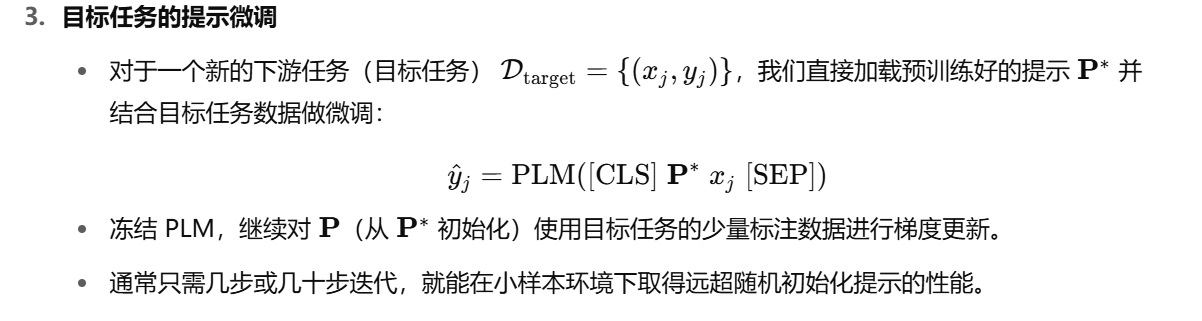 3. 目标任务的提示微调
• 对于一个新的下游任务（目标任务） $\mathcal{D}_{\text{target}} = \{(x_j, y_j)\}$，我们直接加载预训练好的提示 $\mathbf{P}^*$ 并
结合目标任务数据做微调：
$\hat{y}_j = \text{PLM}([\text{CLS}]\ \mathbf{P}^*\ x_j\ [\text{SEP}])$
• 冻结 PLM，继续对 $\mathbf{P}$（从 $\mathbf{P}^*$ 初始化）使用目标任务的少量标注数据进行梯度更新。
• 通常只需几步或几十步迭代，就能在小样本环境下取得远超随机初始化提示的性能。